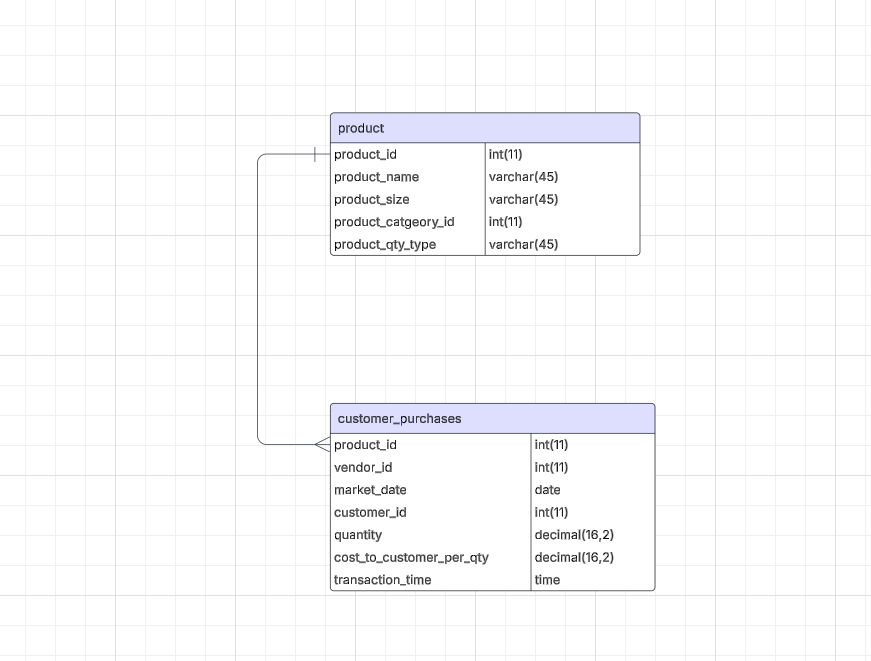 product
product_id int(11)
product_name varchar(45)
product_size varchar(45)
product_catgeory_id int(11)
product_qty_type varchar(45)
customer_purchases
product_id int(11)
vendor_id int(11)
market_date date
customer_id int(11)
quantity decimal(16,2)
cost_to_customer_per_qty decimal(16,2)
transaction_time time